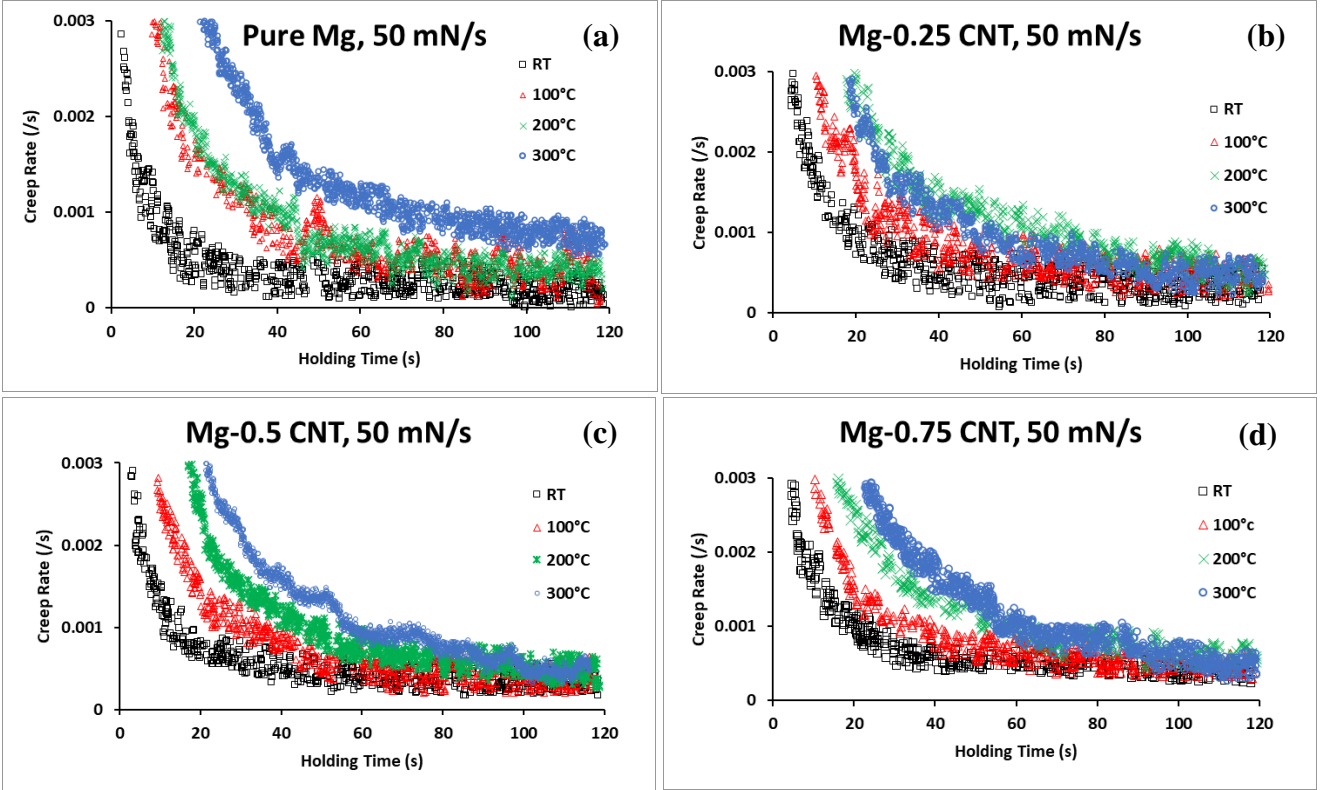 Pure Mg, 50 mN/s
(a)
0.003
0.002
0.001
0
Creep Rate (/s)
RT
100°C
200°C
300°C
0 20 40 60 80 100 120
Holding Time (s)
Mg-0.25 CNT, 50 mN/s
(b)
0.003
0.002
0.001
0
Creep Rate (/s)
RT
100°C
200°C
300°C
0 20 40 60 80 100 120
Holding Time (s)
Mg-0.5 CNT, 50 mN/s
(c)
0.003
0.002
0.001
0
Creep Rate (/s)
RT
100°C
200°C
300°C
0 20 40 60 80 100 120
Holding Time (s)
Mg-0.75 CNT, 50 mN/s
(d)
0.003
0.002
0.001
0
Creep Rate (/s)
RT
100°c
200°C
300°C
0 20 40 60 80 100 120
Holding Time (s)